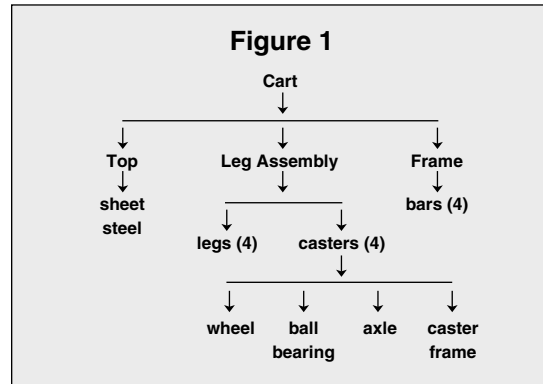 Figure 1
Cart
Top Leg Assembly Frame
sheet steel bars (4)
legs (4) casters (4)
wheel ball bearing axle caster frame